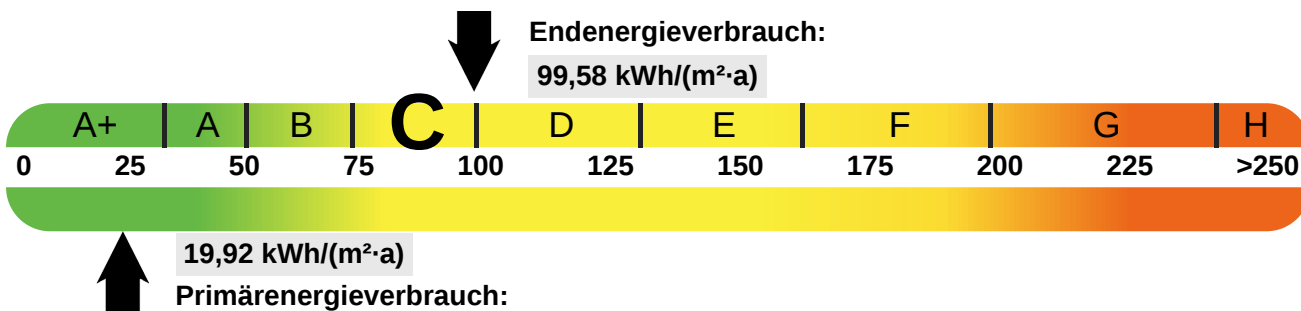 Endenergieverbrauch:
99,58 kWh/(m²·a)
A+ A B C D E F G H
0 25 50 75 100 125 150 175 200 225 >250
19,92 kWh/(m²·a)
Primärenergieverbrauch: